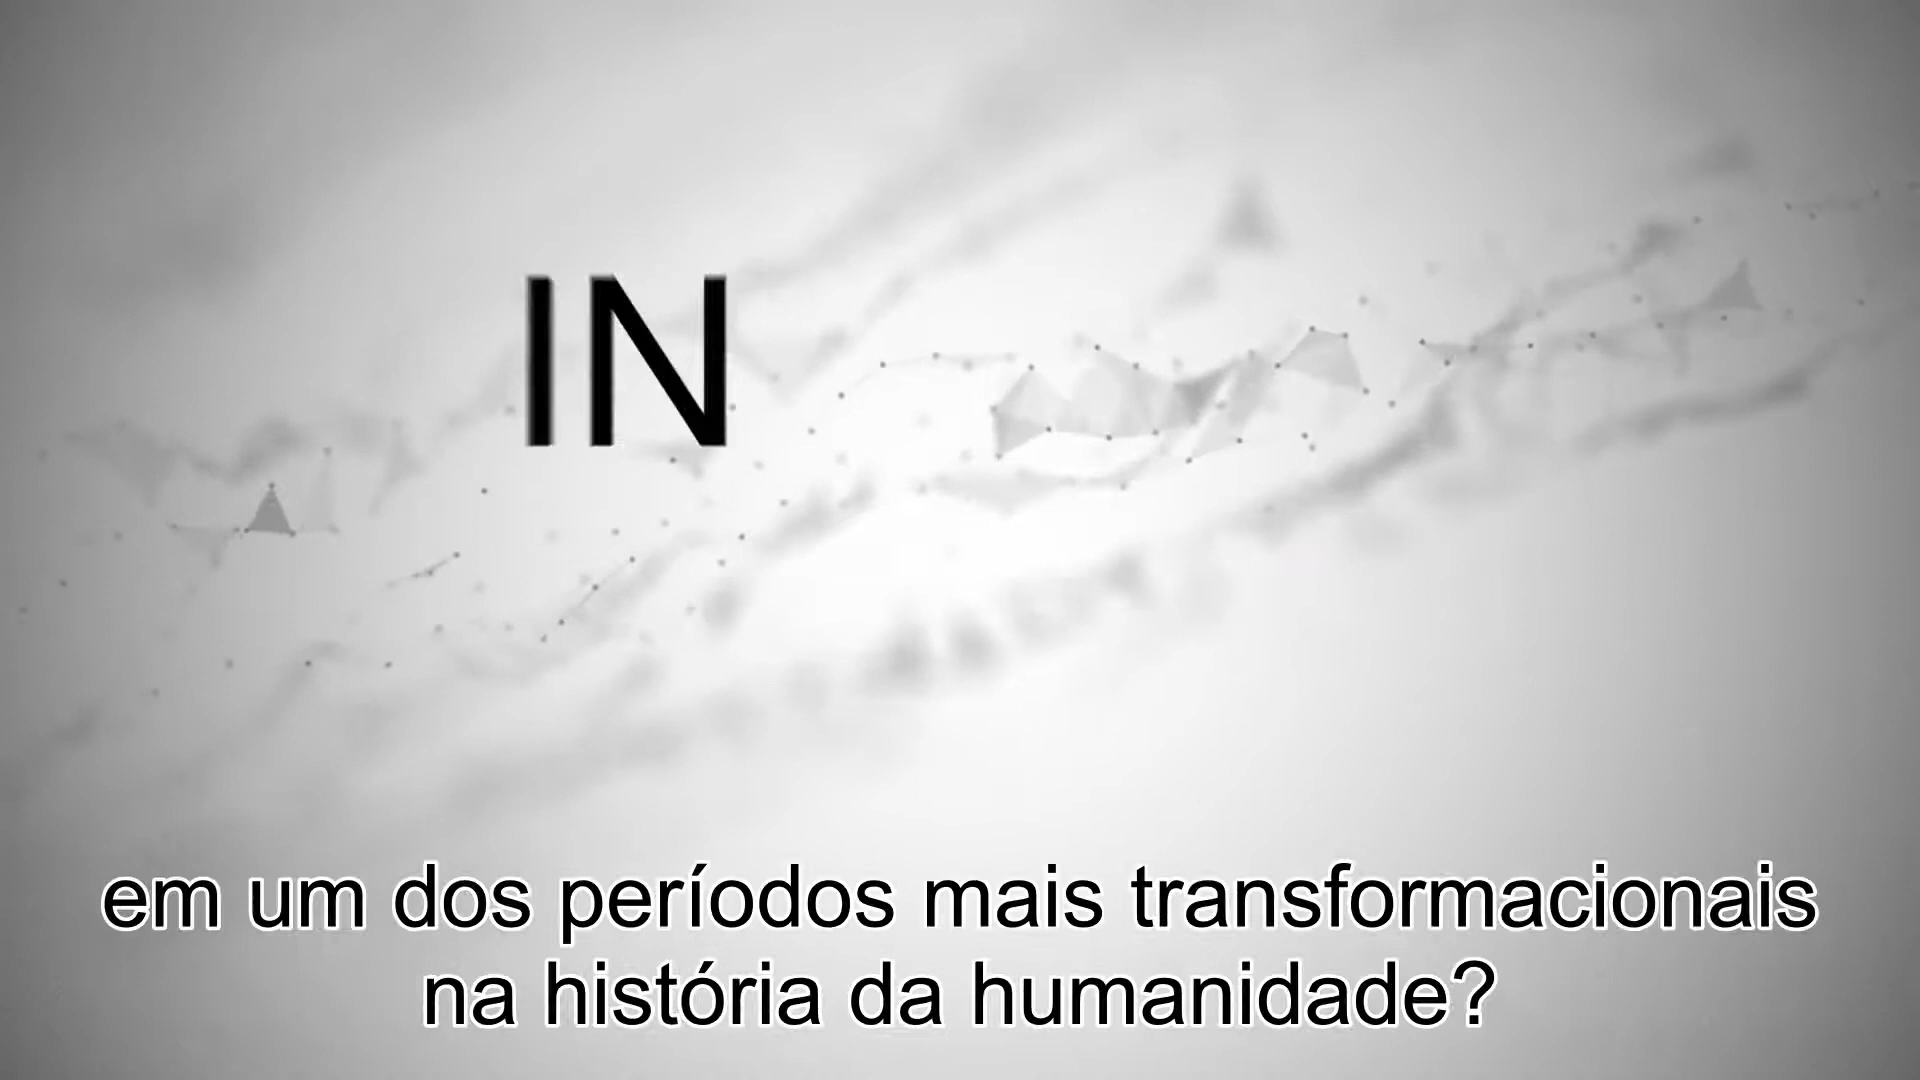 IN
em um dos períodos mais transformacionais
na história da humanidade?